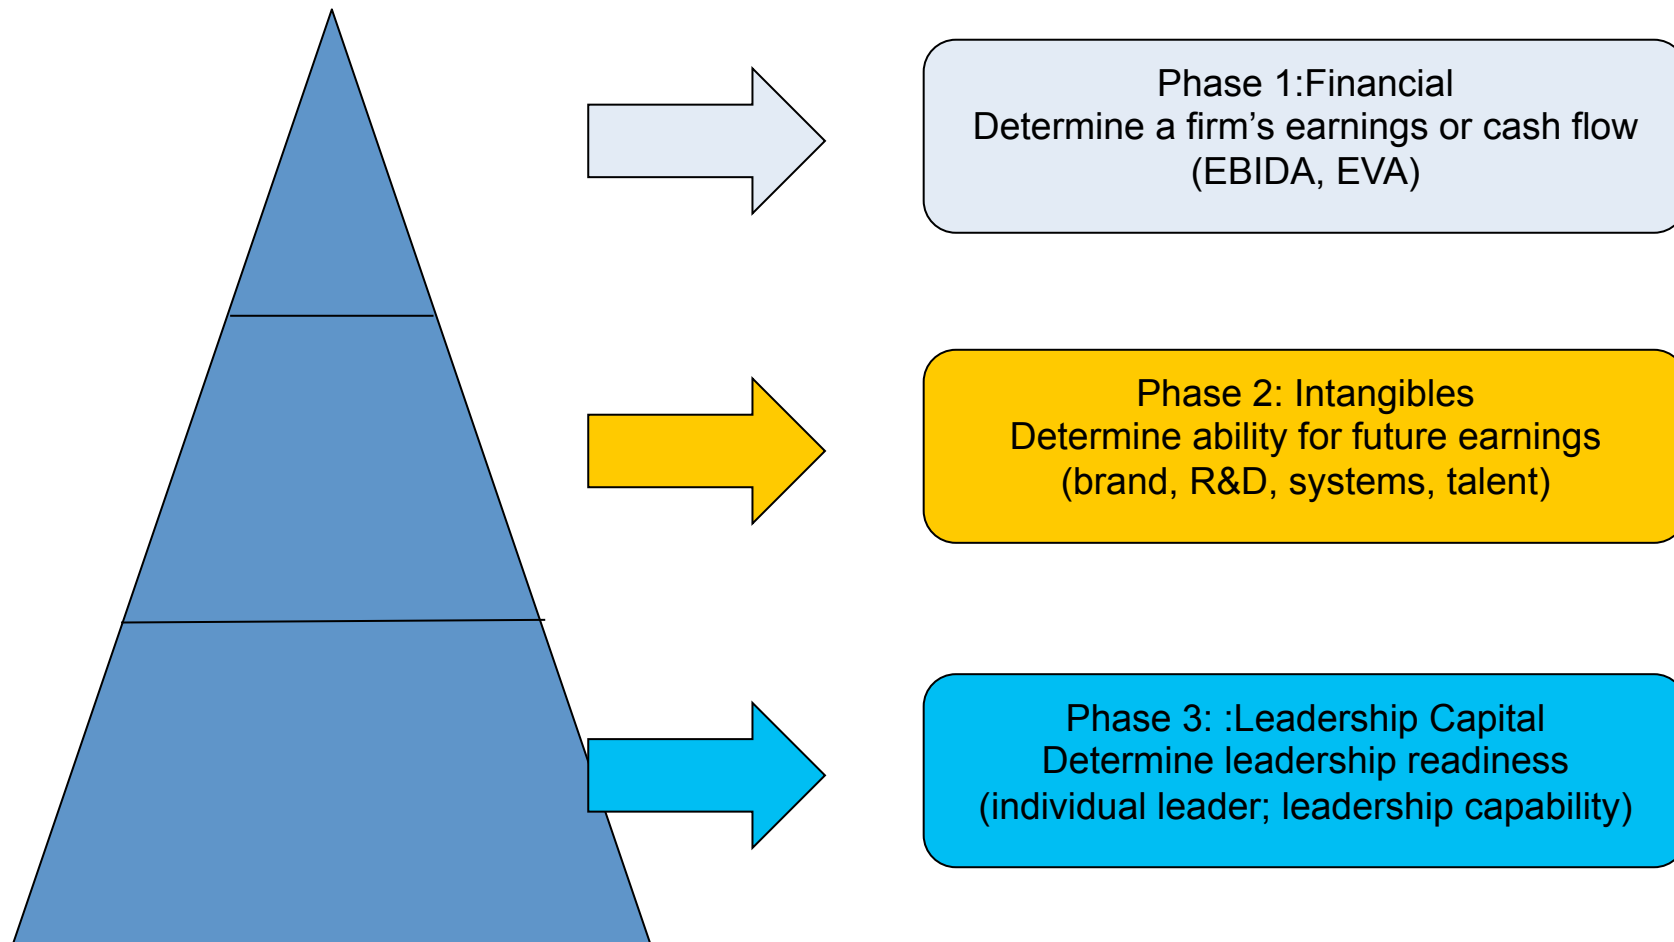 Phase 1:Financial
Determine a firm’s earnings or cash flow
(EBIDA, EVA)
Phase 2: Intangibles
Determine ability for future earnings
(brand, R&D, systems, talent)
Phase 3: :Leadership Capital
Determine leadership readiness
(individual leader; leadership capability)